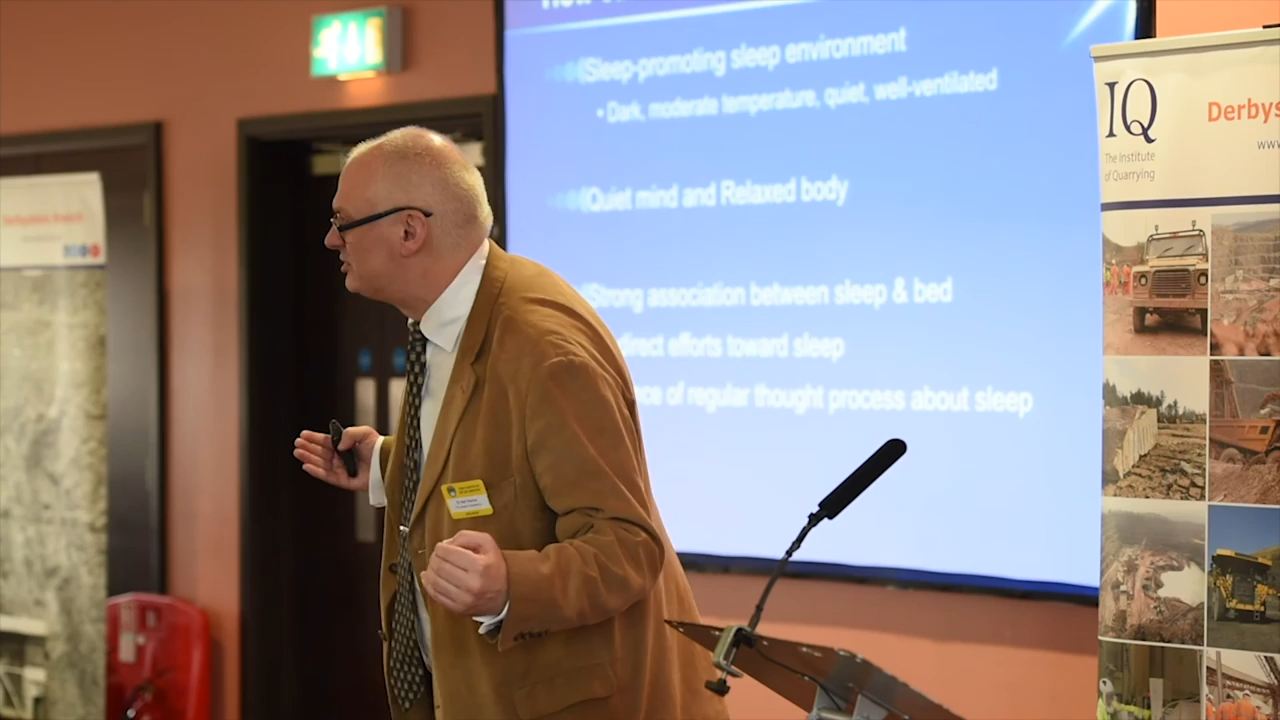 Sleep-promoting sleep environment
• Dark, moderate temperature, quiet, well-ventilated
Quiet mind and Relaxed body
Strong association between sleep & bed
direct efforts toward sleep
of regular thought process about sleep
IQ
The Institute
of Quarrying
Derbys
www